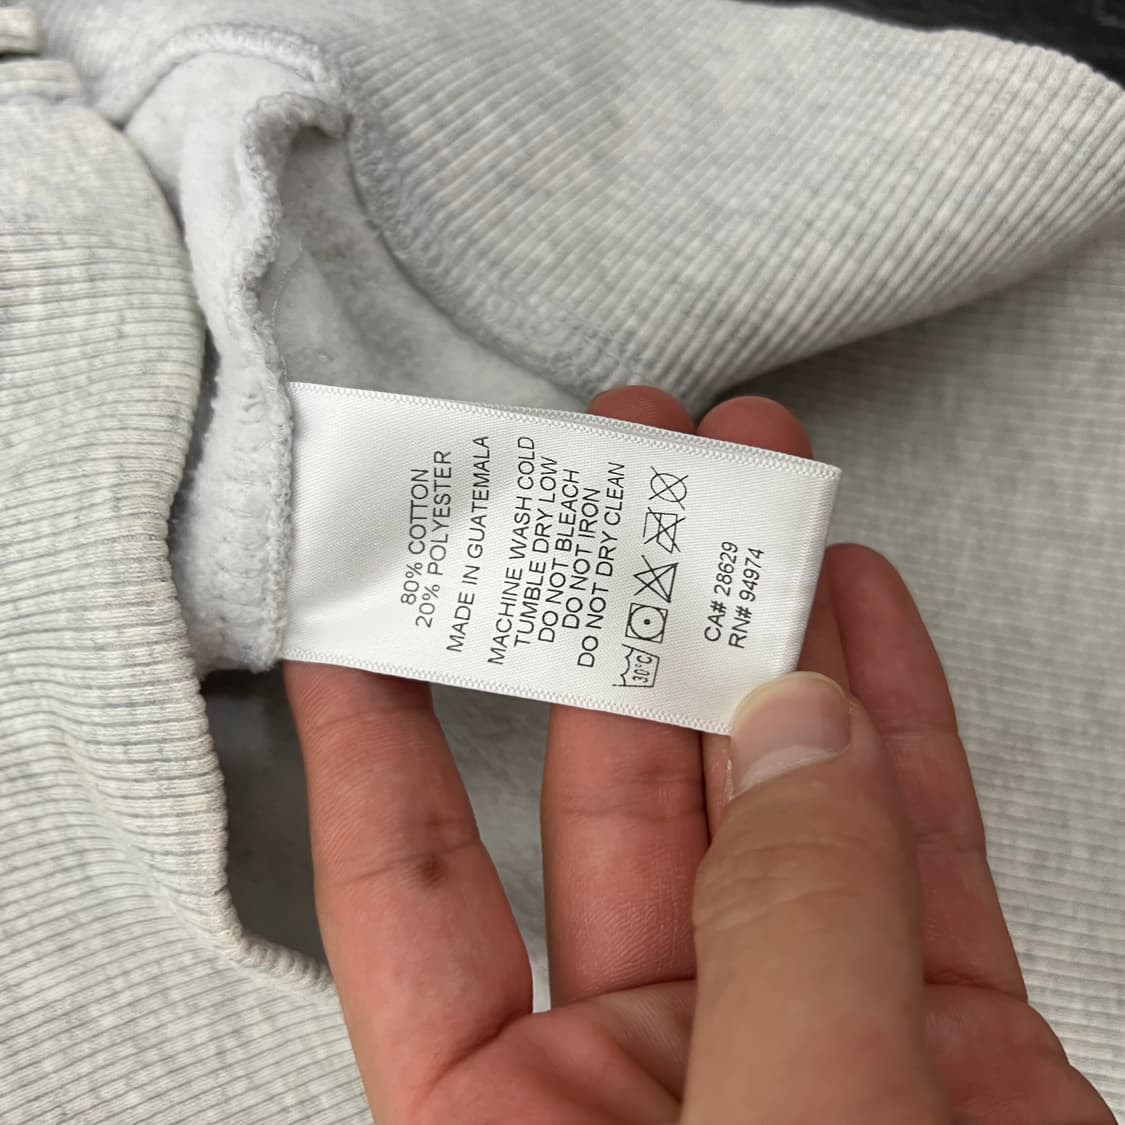 80% COTTON
20% POLYESTER
MADE IN GUATEMALA
MACHINE WASH COLD
TUMBLE DRY LOW
DO NOT BLEACH
DO NOT IRON
DO NOT DRY CLEAN
30°C
CA# 28629
RN# 94974